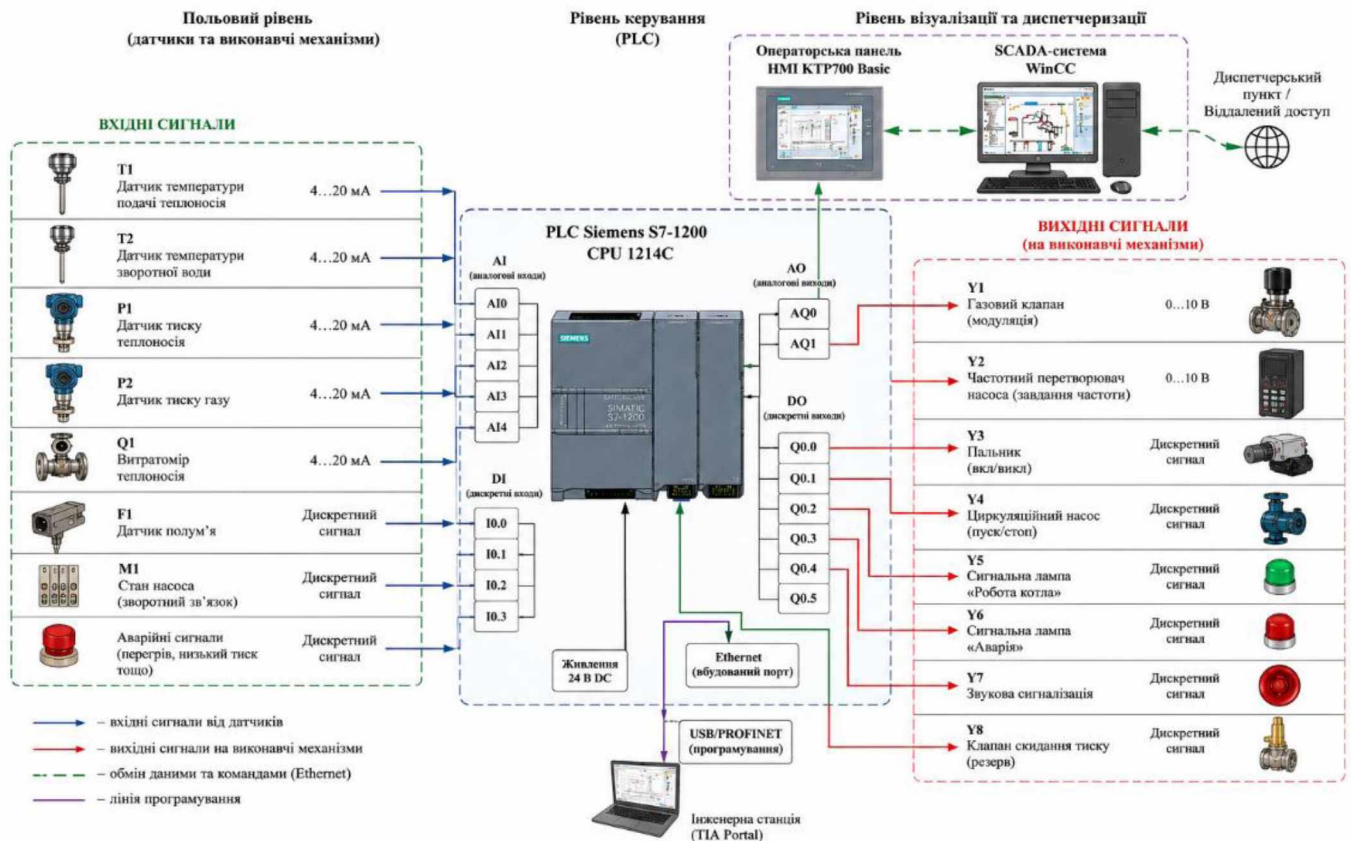 Польовий рівень
(датчики та виконавчі механізми)
Рівень керування
(PLC)
Рівень візуалізації та диспетчеризації
Операторська панель
HMI KTP700 Basic
SCADA-система
WinCC
Диспетчерський
пункт /
Віддалений доступ
SIEMENS
ВХІДНІ СИГНАЛИ
T1
Датчик температури
подачі теплоносія
4…20 мА
T2
Датчик температури
зворотної води
4…20 мА
P1
Датчик тиску
теплоносія
4…20 мА
P2
Датчик тиску газу
4…20 мА
Q1
Витратомір
теплоносія
4…20 мА
F1
Датчик полум’я
Дискретний
сигнал
M1
Стан насоса
(зворотний зв’язок)
Дискретний
сигнал
Аварійні сигнали
(перегрів, низький тиск
тощо)
Дискретний
сигнал
PLC Siemens S7-1200
CPU 1214C
AI
(аналогові входи)
AI0
AI1
AI2
AI3
AI4
DI
(дискретні входи)
I0.0
I0.1
I0.2
I0.3
SIEMENS
SIMATIC
S7-1200
AO
(аналогові виходи)
AQ0
AQ1
DO
(дискретні виходи)
Q0.0
Q0.1
Q0.2
Q0.3
Q0.4
Q0.5
Живлення
24 В DC
Ethernet
(вбудований порт)
USB/PROFINET
(програмування)
Інженерна станція
(TIA Portal)
ВИХІДНІ СИГНАЛИ
(на виконавчі механізми)
Y1
Газовий клапан
(модуляція)
0…10 В
Y2
Частотний перетворювач
насоса (завдання частоти)
0…10 В
Y3
Пальник
(вкл/викл)
Дискретний
сигнал
Y4
Циркуляційний насос
(пуск/стоп)
Дискретний
сигнал
Y5
Сигнальна лампа
«Робота котла»
Дискретний
сигнал
Y6
Сигнальна лампа
«Аварія»
Дискретний
сигнал
Y7
Звукова сигналізація
Дискретний
сигнал
Y8
Клапан скидання тиску
(резерв)
Дискретний
сигнал
– вхідні сигнали від датчиків
– вихідні сигнали на виконавчі механізми
– обмін даними та командами (Ethernet)
– лінія програмування